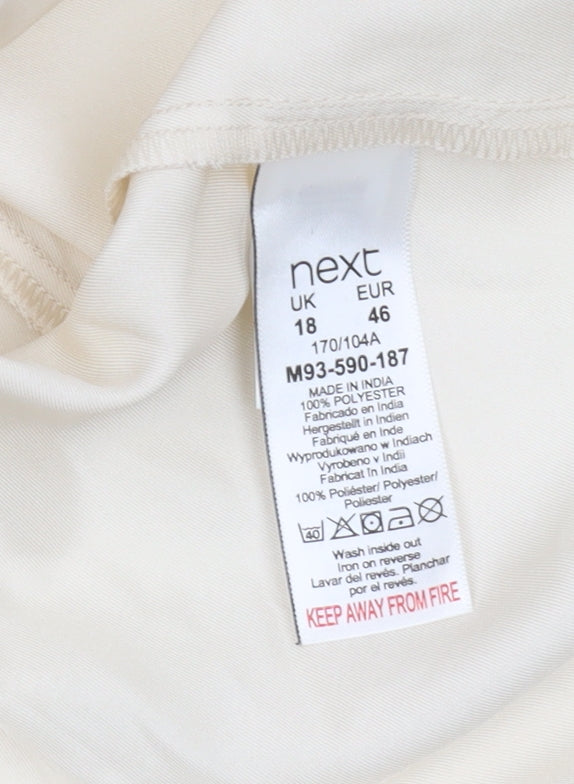 next
UK EUR
18 46
170/104A
M93-590-187
MADE IN INDIA
100% POLYESTER
Fabricado en India
Hergestellt in Indien
Fabriqué en Inde
Wyprodukowano w Indiach
Vyrobeno v Indii
Fabricat în India
100% Poliéster/ Polyester/
Poliester
40
Wash inside out
Iron on reverse
Lavar del revés. Planchar
por el revés.
KEEP AWAY FROM FIRE